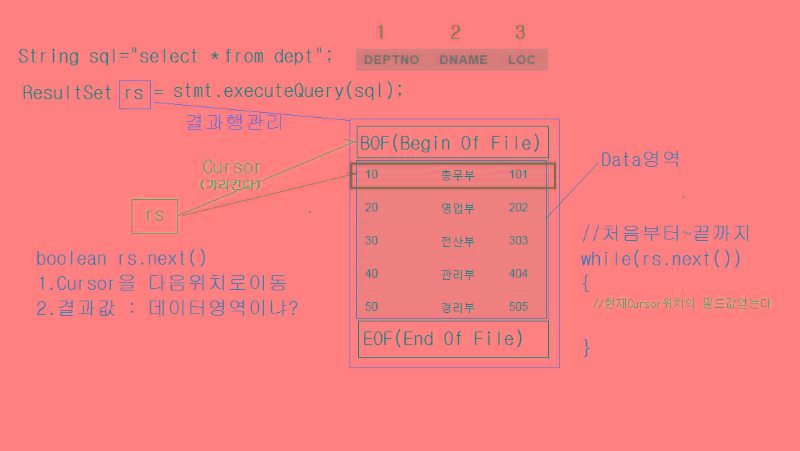 1 2 3
String sql="select * from dept";
DEPTNO DNAME LOC
ResultSet rs = stmt.executeQuery(sql);
결과행관리
BOF(Begin Of File)
Cursor
(가리킨다)
rs
10 총무부 101
20 영업부 202
30 전산부 303
40 관리부 404
50 경리부 505
EOF(End Of File)
Data영역
boolean rs.next()
1.Cursor을 다음위치로이동
2.결과값 : 데이터영역이냐?
//처음부터~끝까지
while(rs.next())
{
//현재Cursor위치의 필드값얻는다
}